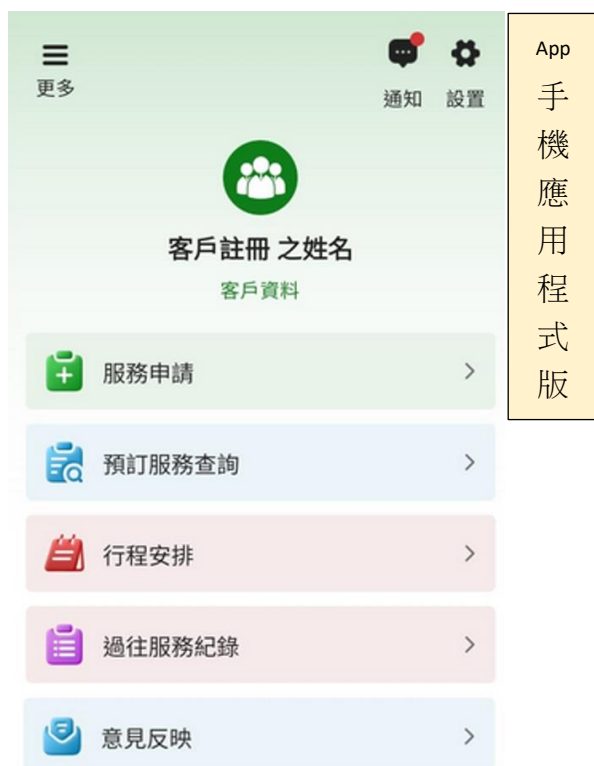 更多
通知
設置
客戶註冊 之姓名
客戶資料
服務申請
預訂服務查詢
行程安排
過往服務紀錄
意見反映
App
手機應用程式版